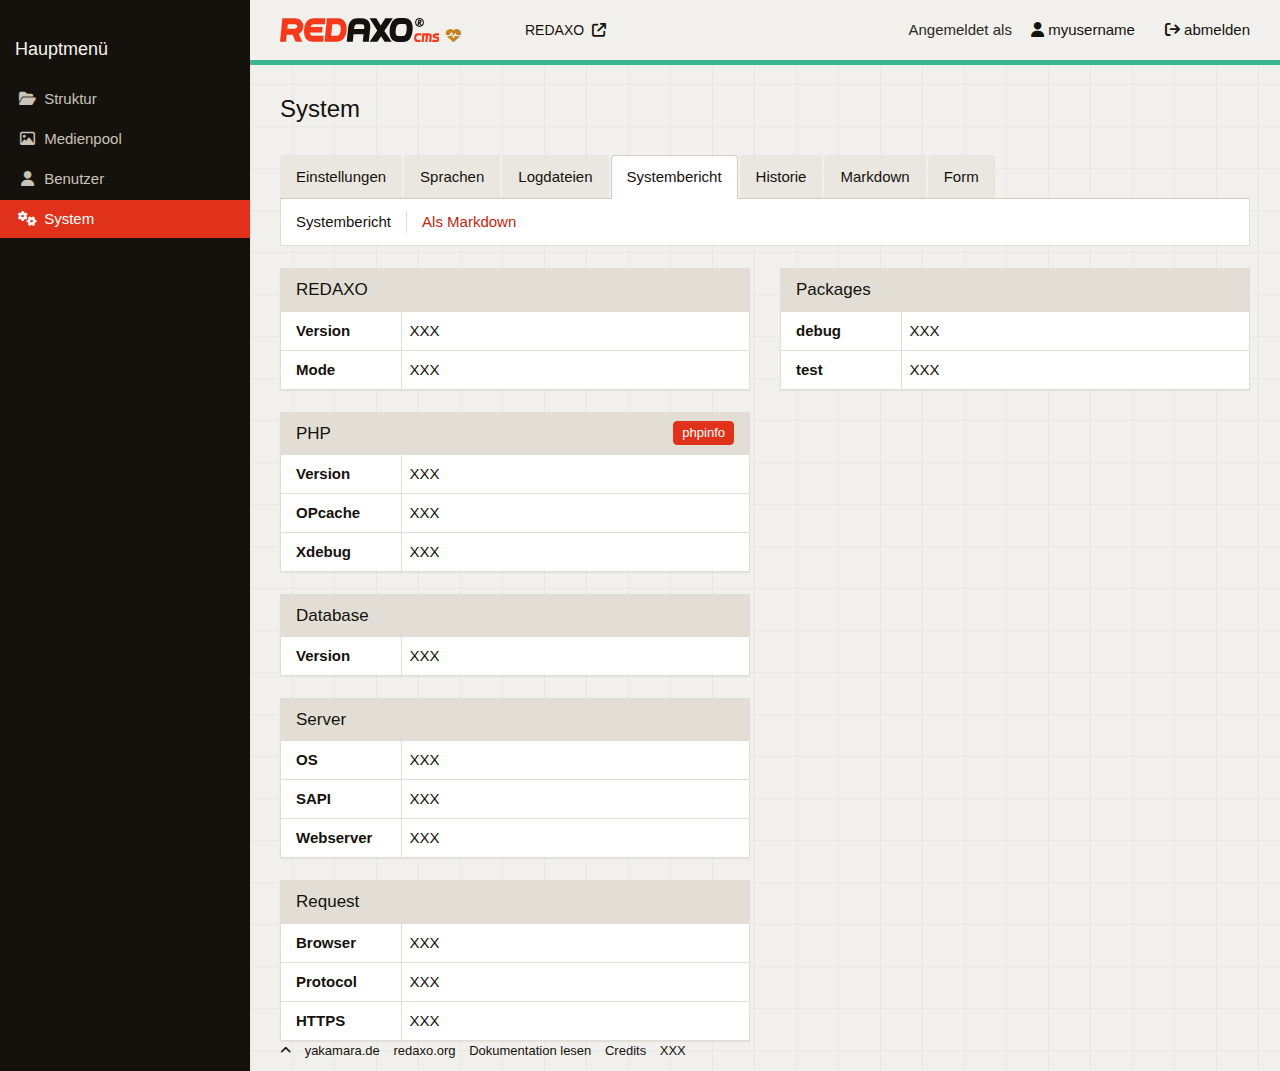 Hauptmenü
Struktur
Medienpool
Benutzer
System
REDAXO® cms
REDAXO
Angemeldet als myusername abmelden
System
Einstellungen Sprachen Logdateien Systembericht Historie Markdown Form
Systembericht Als Markdown
REDAXO
Version XXX
Mode XXX
PHP phpinfo
Version XXX
OPcache XXX
Xdebug XXX
Database
Version XXX
Server
OS XXX
SAPI XXX
Webserver XXX
Request
Browser XXX
Protocol XXX
HTTPS XXX
Packages
debug XXX
test XXX
yakamara.de redaxo.org Dokumentation lesen Credits XXX